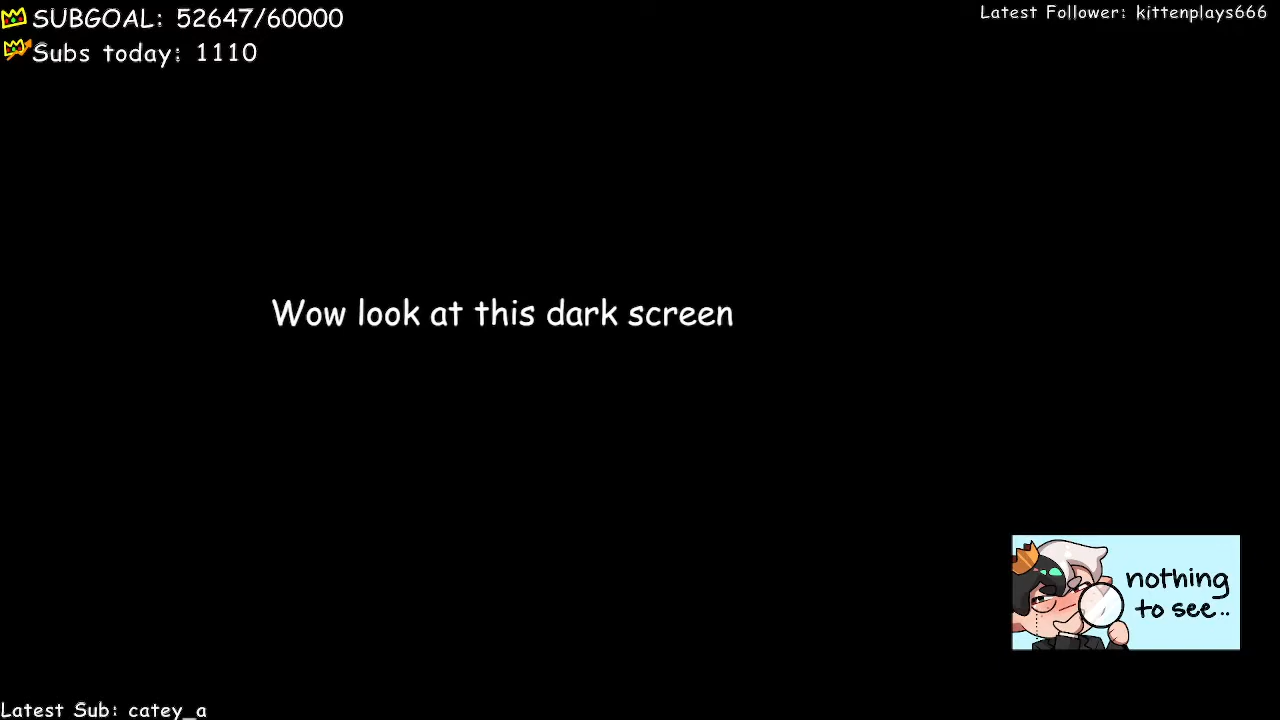 SUBGOAL: 52647/60000
Latest Follower: kittenplays666
Subs today: 1110
Wow look at this dark screen
nothing
to see..
Latest Sub: catey_a